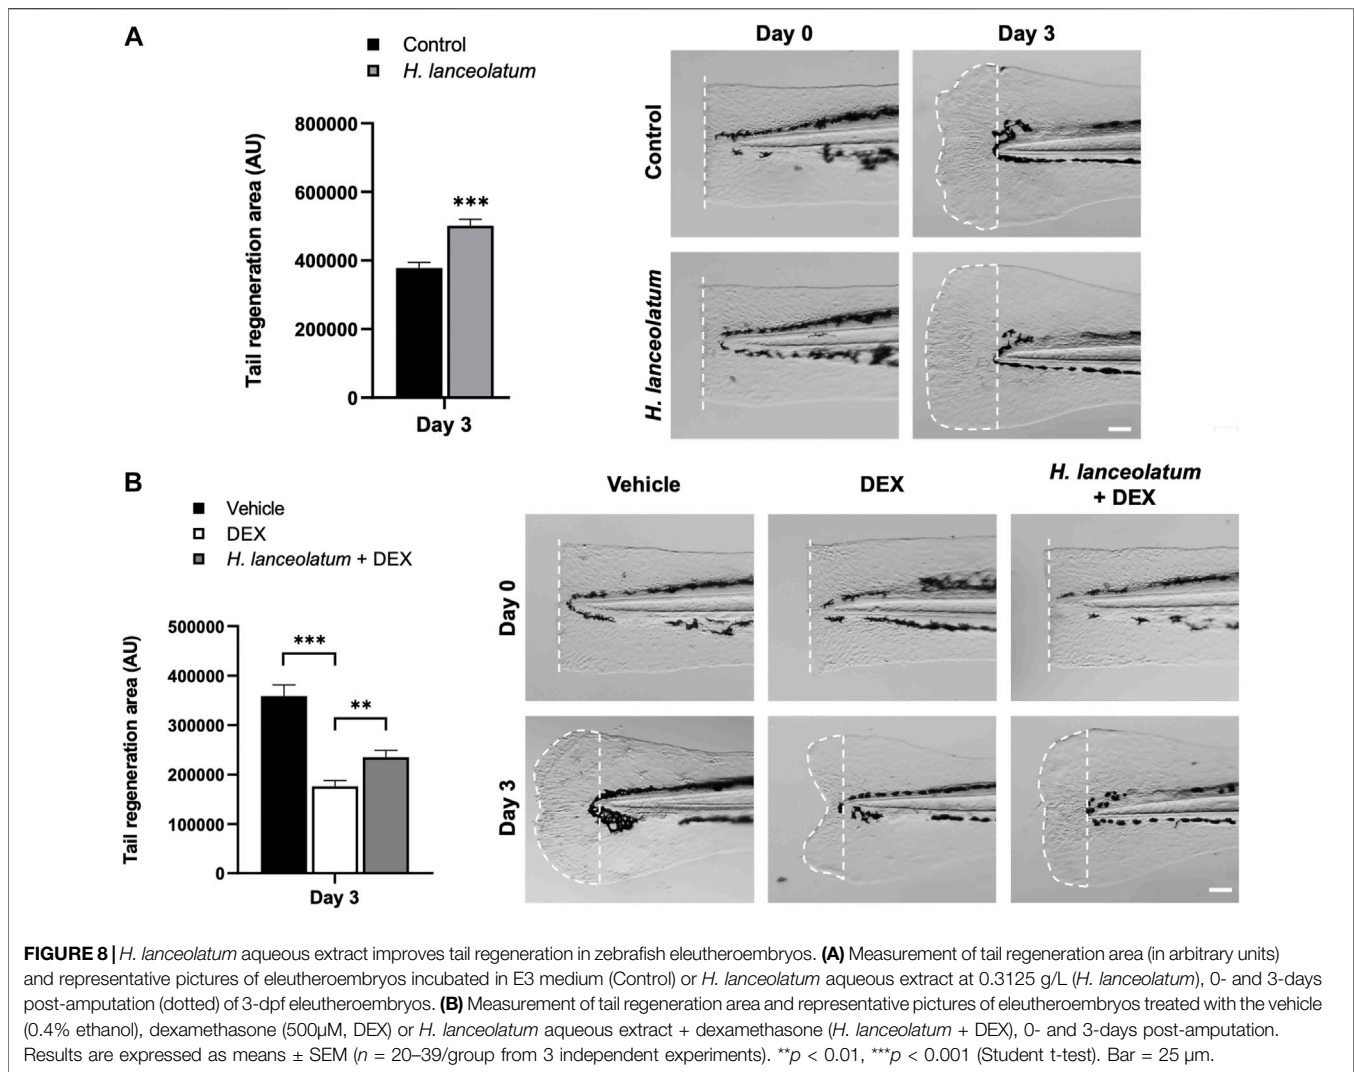 A
Control
H. lanceolatum
Tail regeneration area (AU)
800000
600000
400000
200000
0
***
Day 3
Day 0
Day 3
Control
H. lanceolatum
B
Vehicle
DEX
H. lanceolatum + DEX
Tail regeneration area (AU)
500000
400000
300000
200000
100000
0
***
**
Day 3
Vehicle
DEX
H. lanceolatum
+ DEX
Day 0
Day 3
FIGURE 8 | H. lanceolatum aqueous extract improves tail regeneration in zebrafish eleutheroembryos. (A) Measurement of tail regeneration area (in arbitrary units)
and representative pictures of eleutheroembryos incubated in E3 medium (Control) or H. lanceolatum aqueous extract at 0.3125 g/L (H. lanceolatum), 0- and 3-days
post-amputation (dotted) of 3-dpf eleutheroembryos. (B) Measurement of tail regeneration area and representative pictures of eleutheroembryos treated with the vehicle
(0.4% ethanol), dexamethasone (500µM, DEX) or H. lanceolatum aqueous extract + dexamethasone (H. lanceolatum + DEX), 0- and 3-days post-amputation.
Results are expressed as means ± SEM (n = 20–39/group from 3 independent experiments). **p < 0.01, ***p < 0.001 (Student t-test). Bar = 25 µm.